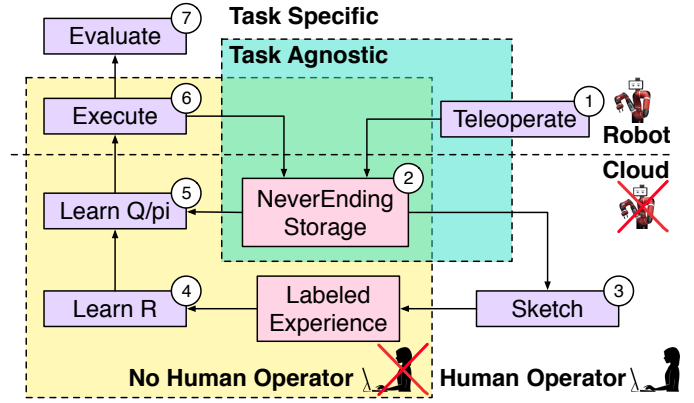 7
Task Specific
Evaluate
Task Agnostic
6
Execute
1
Teleoperate
Robot
Cloud
5
Learn Q/pi
2
NeverEnding
Storage
4
Learn R
Labeled
Experience
3
Sketch
No Human Operator
Human Operator